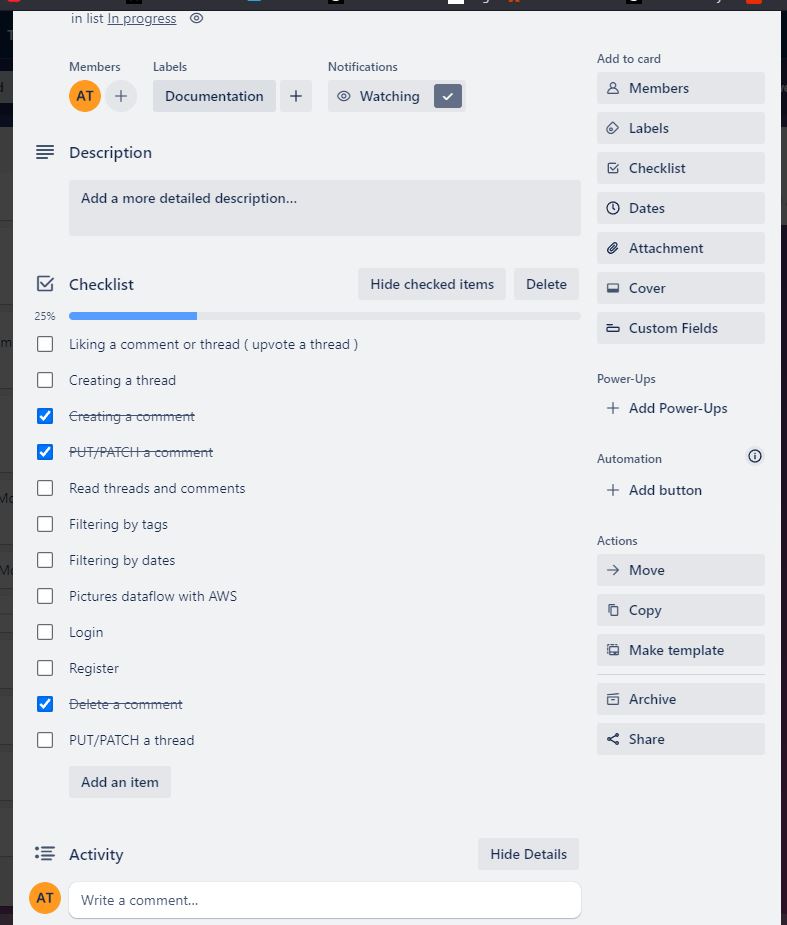 in list In progress
Members
Labels
Notifications
AT
Documentation
Watching
Description
Add a more detailed description...
Checklist
Hide checked items
Delete
25%
Liking a comment or thread ( upvote a thread )
Creating a thread
Creating a comment
PUT/PATCH a comment
Read threads and comments
Filtering by tags
Filtering by dates
Pictures dataflow with AWS
Login
Register
Delete a comment
PUT/PATCH a thread
Add an item
Activity
Hide Details
AT
Write a comment...
Add to card
Members
Labels
Checklist
Dates
Attachment
Cover
Custom Fields
Power-Ups
Add Power-Ups
Automation
Add button
Actions
Move
Copy
Make template
Archive
Share